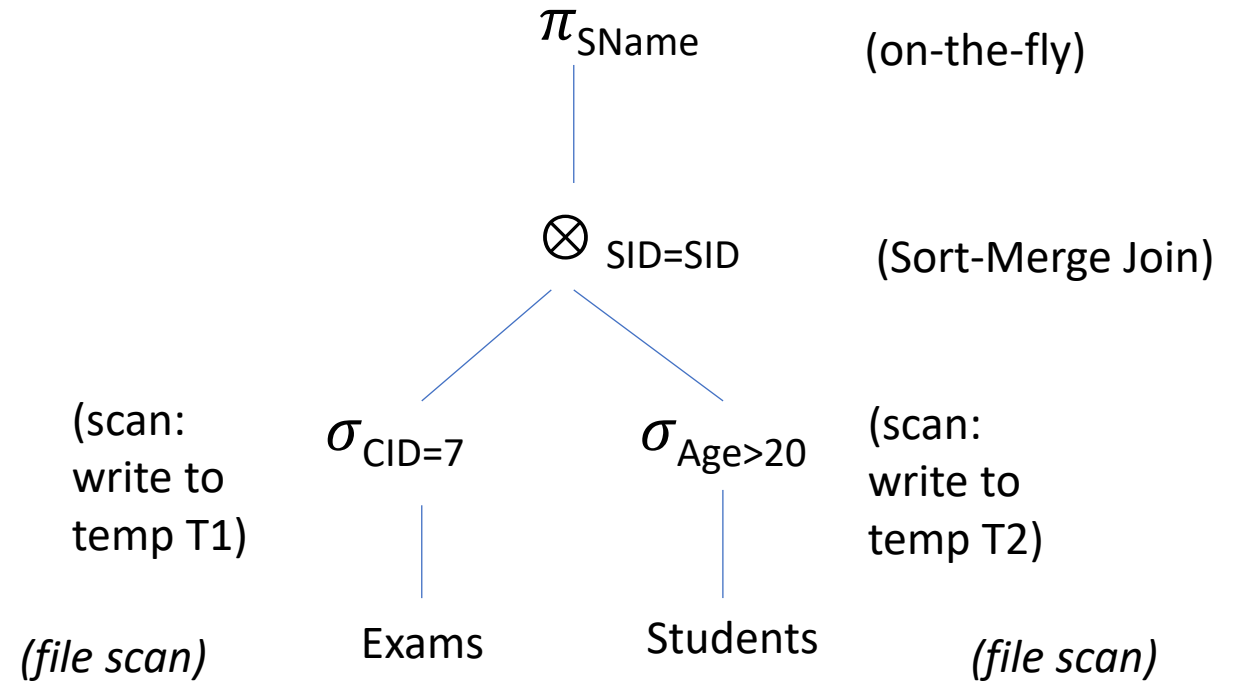 π SName (on-the-fly)
⊗ SID=SID (Sort-Merge Join)
(scan:
write to
temp T1)
σ CID=7
σ Age>20
(scan:
write to
temp T2)
(file scan) Exams Students (file scan)